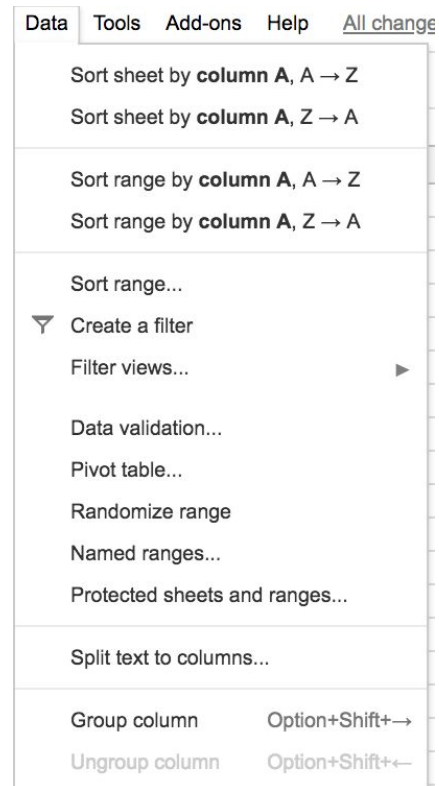 Data Tools Add-ons Help All change
Sort sheet by column A, A → Z
Sort sheet by column A, Z → A
Sort range by column A, A → Z
Sort range by column A, Z → A
Sort range...
Create a filter
Filter views... ►
Data validation...
Pivot table...
Randomize range
Named ranges...
Protected sheets and ranges...
Split text to columns...
Group column Option+Shift+→
Ungroup column Option+Shift+←